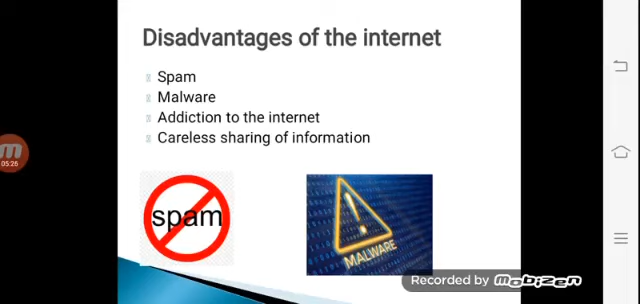 Disadvantages of the internet
Spam
Malware
Addiction to the internet
Careless sharing of information
spam
MALWARE
05:26
Recorded by Mobizen